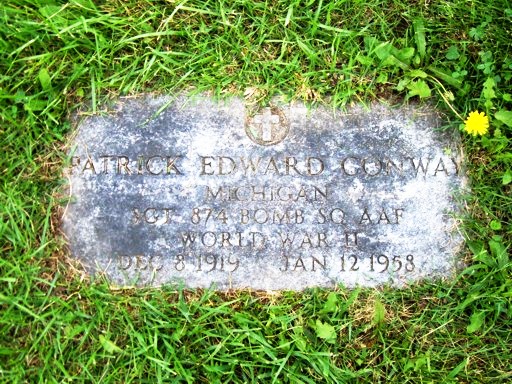 PATRICK EDWARD CONWAY
MICHIGAN
SGT 874 BOMB SQ AAF
WORLD WAR II
DEC 8 1919 JAN 12 1958